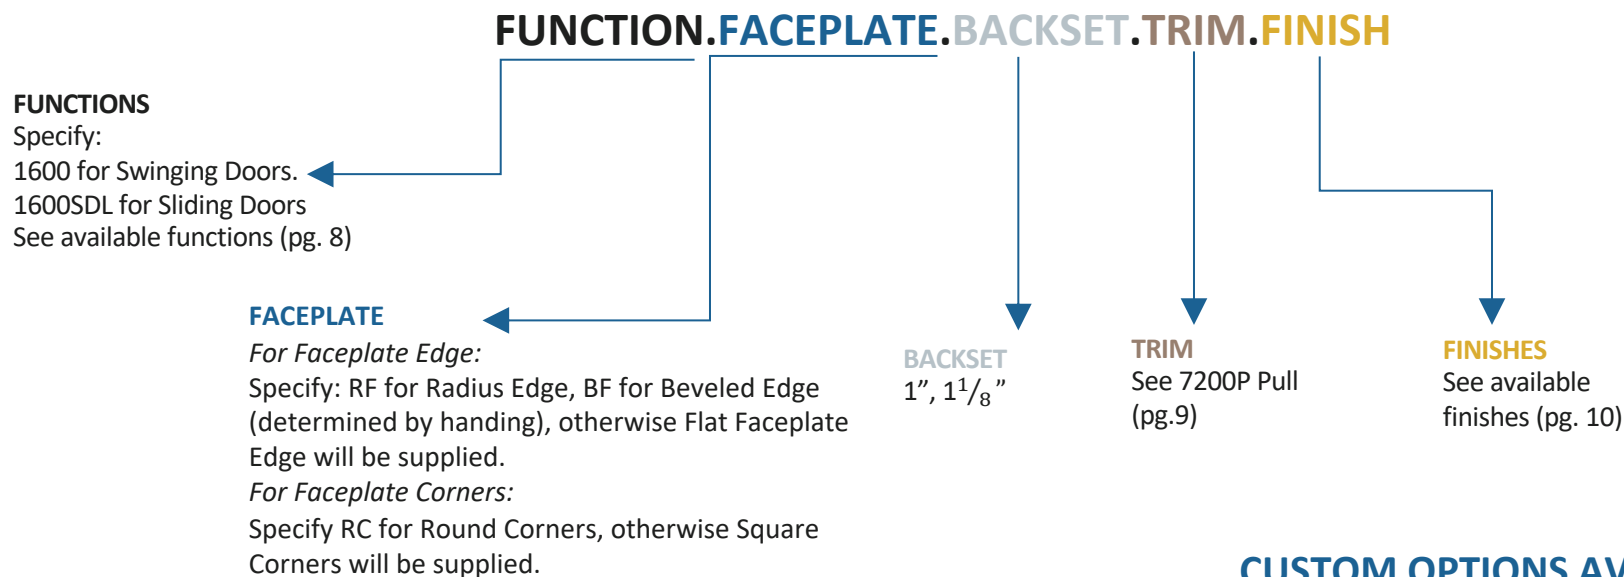 FUNCTION.FACEPLATE.BACKSET.TRIM.FINISH
FUNCTIONS
Specify:
1600 for Swinging Doors.
1600SDL for Sliding Doors
See available functions (pg. 8)
FACEPLATE
For Faceplate Edge:
Specify: RF for Radius Edge, BF for Beveled Edge
(determined by handing), otherwise Flat Faceplate
Edge will be supplied.
For Faceplate Corners:
Specify RC for Round Corners, otherwise Square
Corners will be supplied.
BACKSET
1”, 1 1/8”
TRIM
See 7200P Pull
(pg.9)
FINISHES
See available
finishes (pg. 10)
CUSTOM OPTIONS